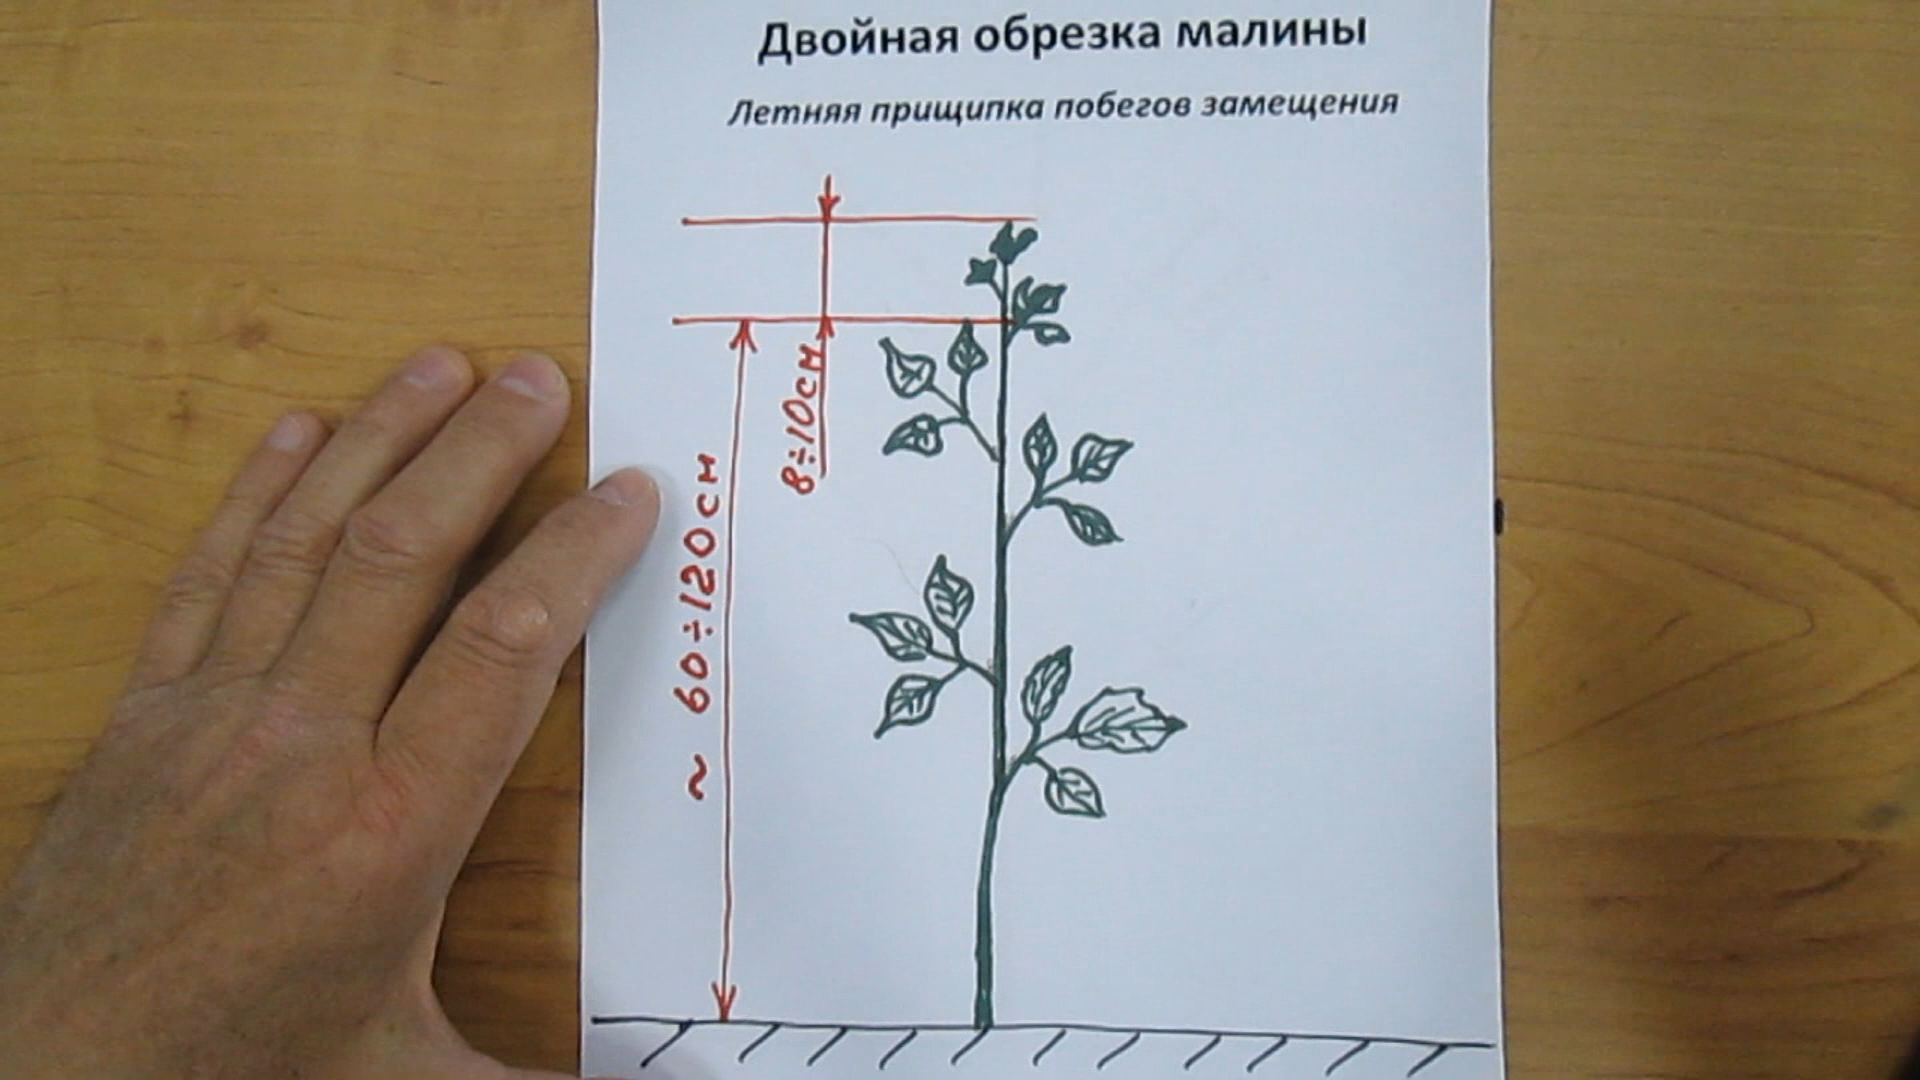 Двойная обрезка малины
Летняя прищипка побегов замещения
8÷10см
~ 60÷120см